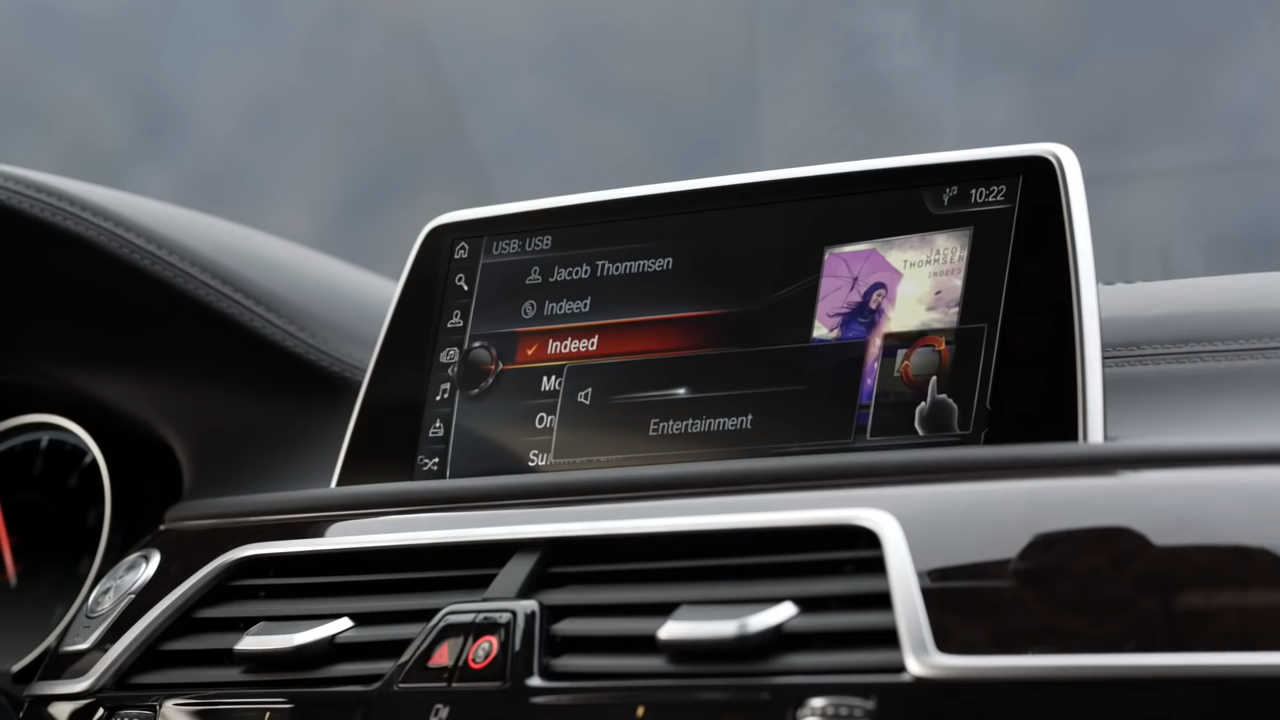 10:22
USB: USB
Jacob Thommsen
Indeed
Indeed
JACOB
THOMMSEN
INDEED
Entertainment